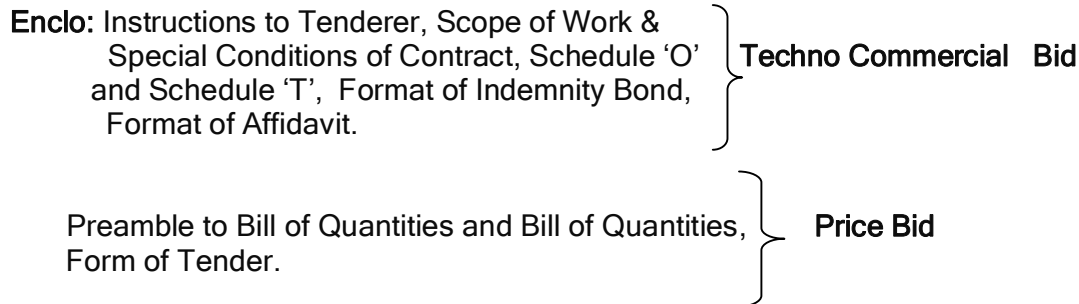 Enclo: Instructions to Tenderer, Scope of Work &
Special Conditions of Contract, Schedule ‘O’ Techno Commercial Bid
and Schedule ‘T’, Format of Indemnity Bond,
Format of Affidavit.
Preamble to Bill of Quantities and Bill of Quantities, Price Bid
Form of Tender.